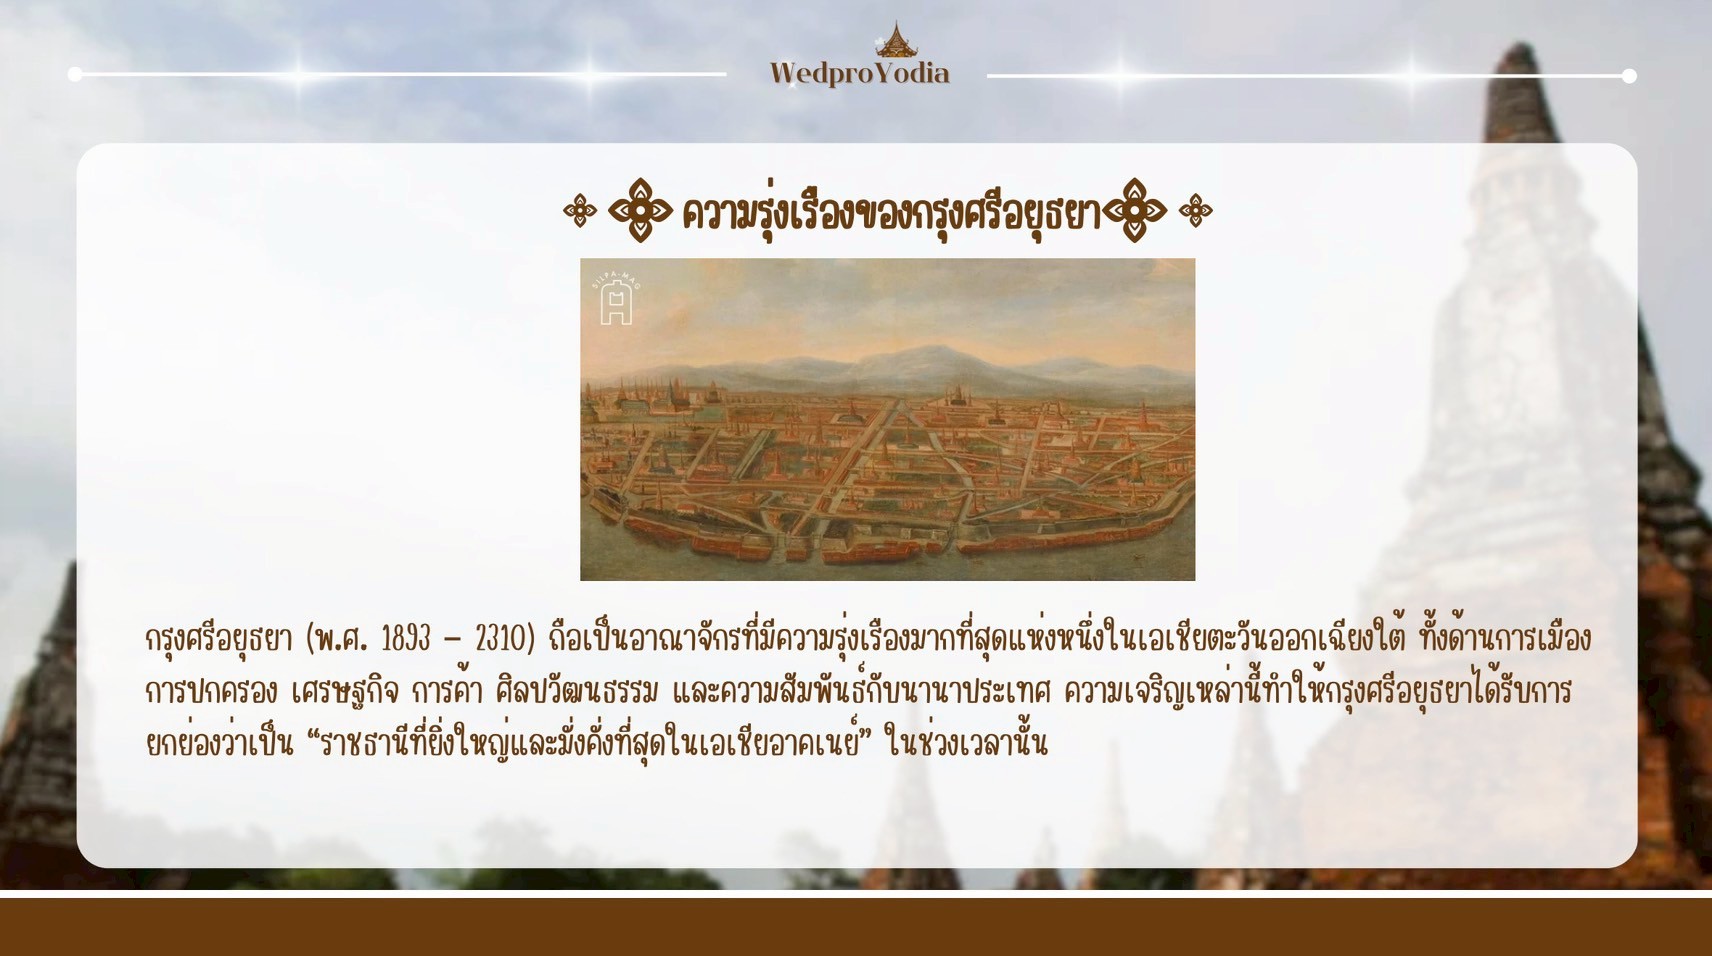 WedproYodia
ความรุ่งเรืองของกรุงศรีอยุธยา
SILPA-MAG
กรุงศรีอยุธยา (พ.ศ. 1893 – 2310) ถือเป็นอาณาจักรที่มีความรุ่งเรืองมากที่สุดแห่งหนึ่งในเอเชียตะวันออกเฉียงใต้ ทั้งด้านการเมือง
การปกครอง เศรษฐกิจ การค้า ศิลปวัฒนธรรม และความสัมพันธ์กับนานาประเทศ ความเจริญเหล่านี้ทำให้กรุงศรีอยุธยาได้รับการ
ยกย่องว่าเป็น “ราชธานีที่ยิ่งใหญ่และมั่งคั่งที่สุดในเอเชียอาคเนย์” ในช่วงเวลานั้น